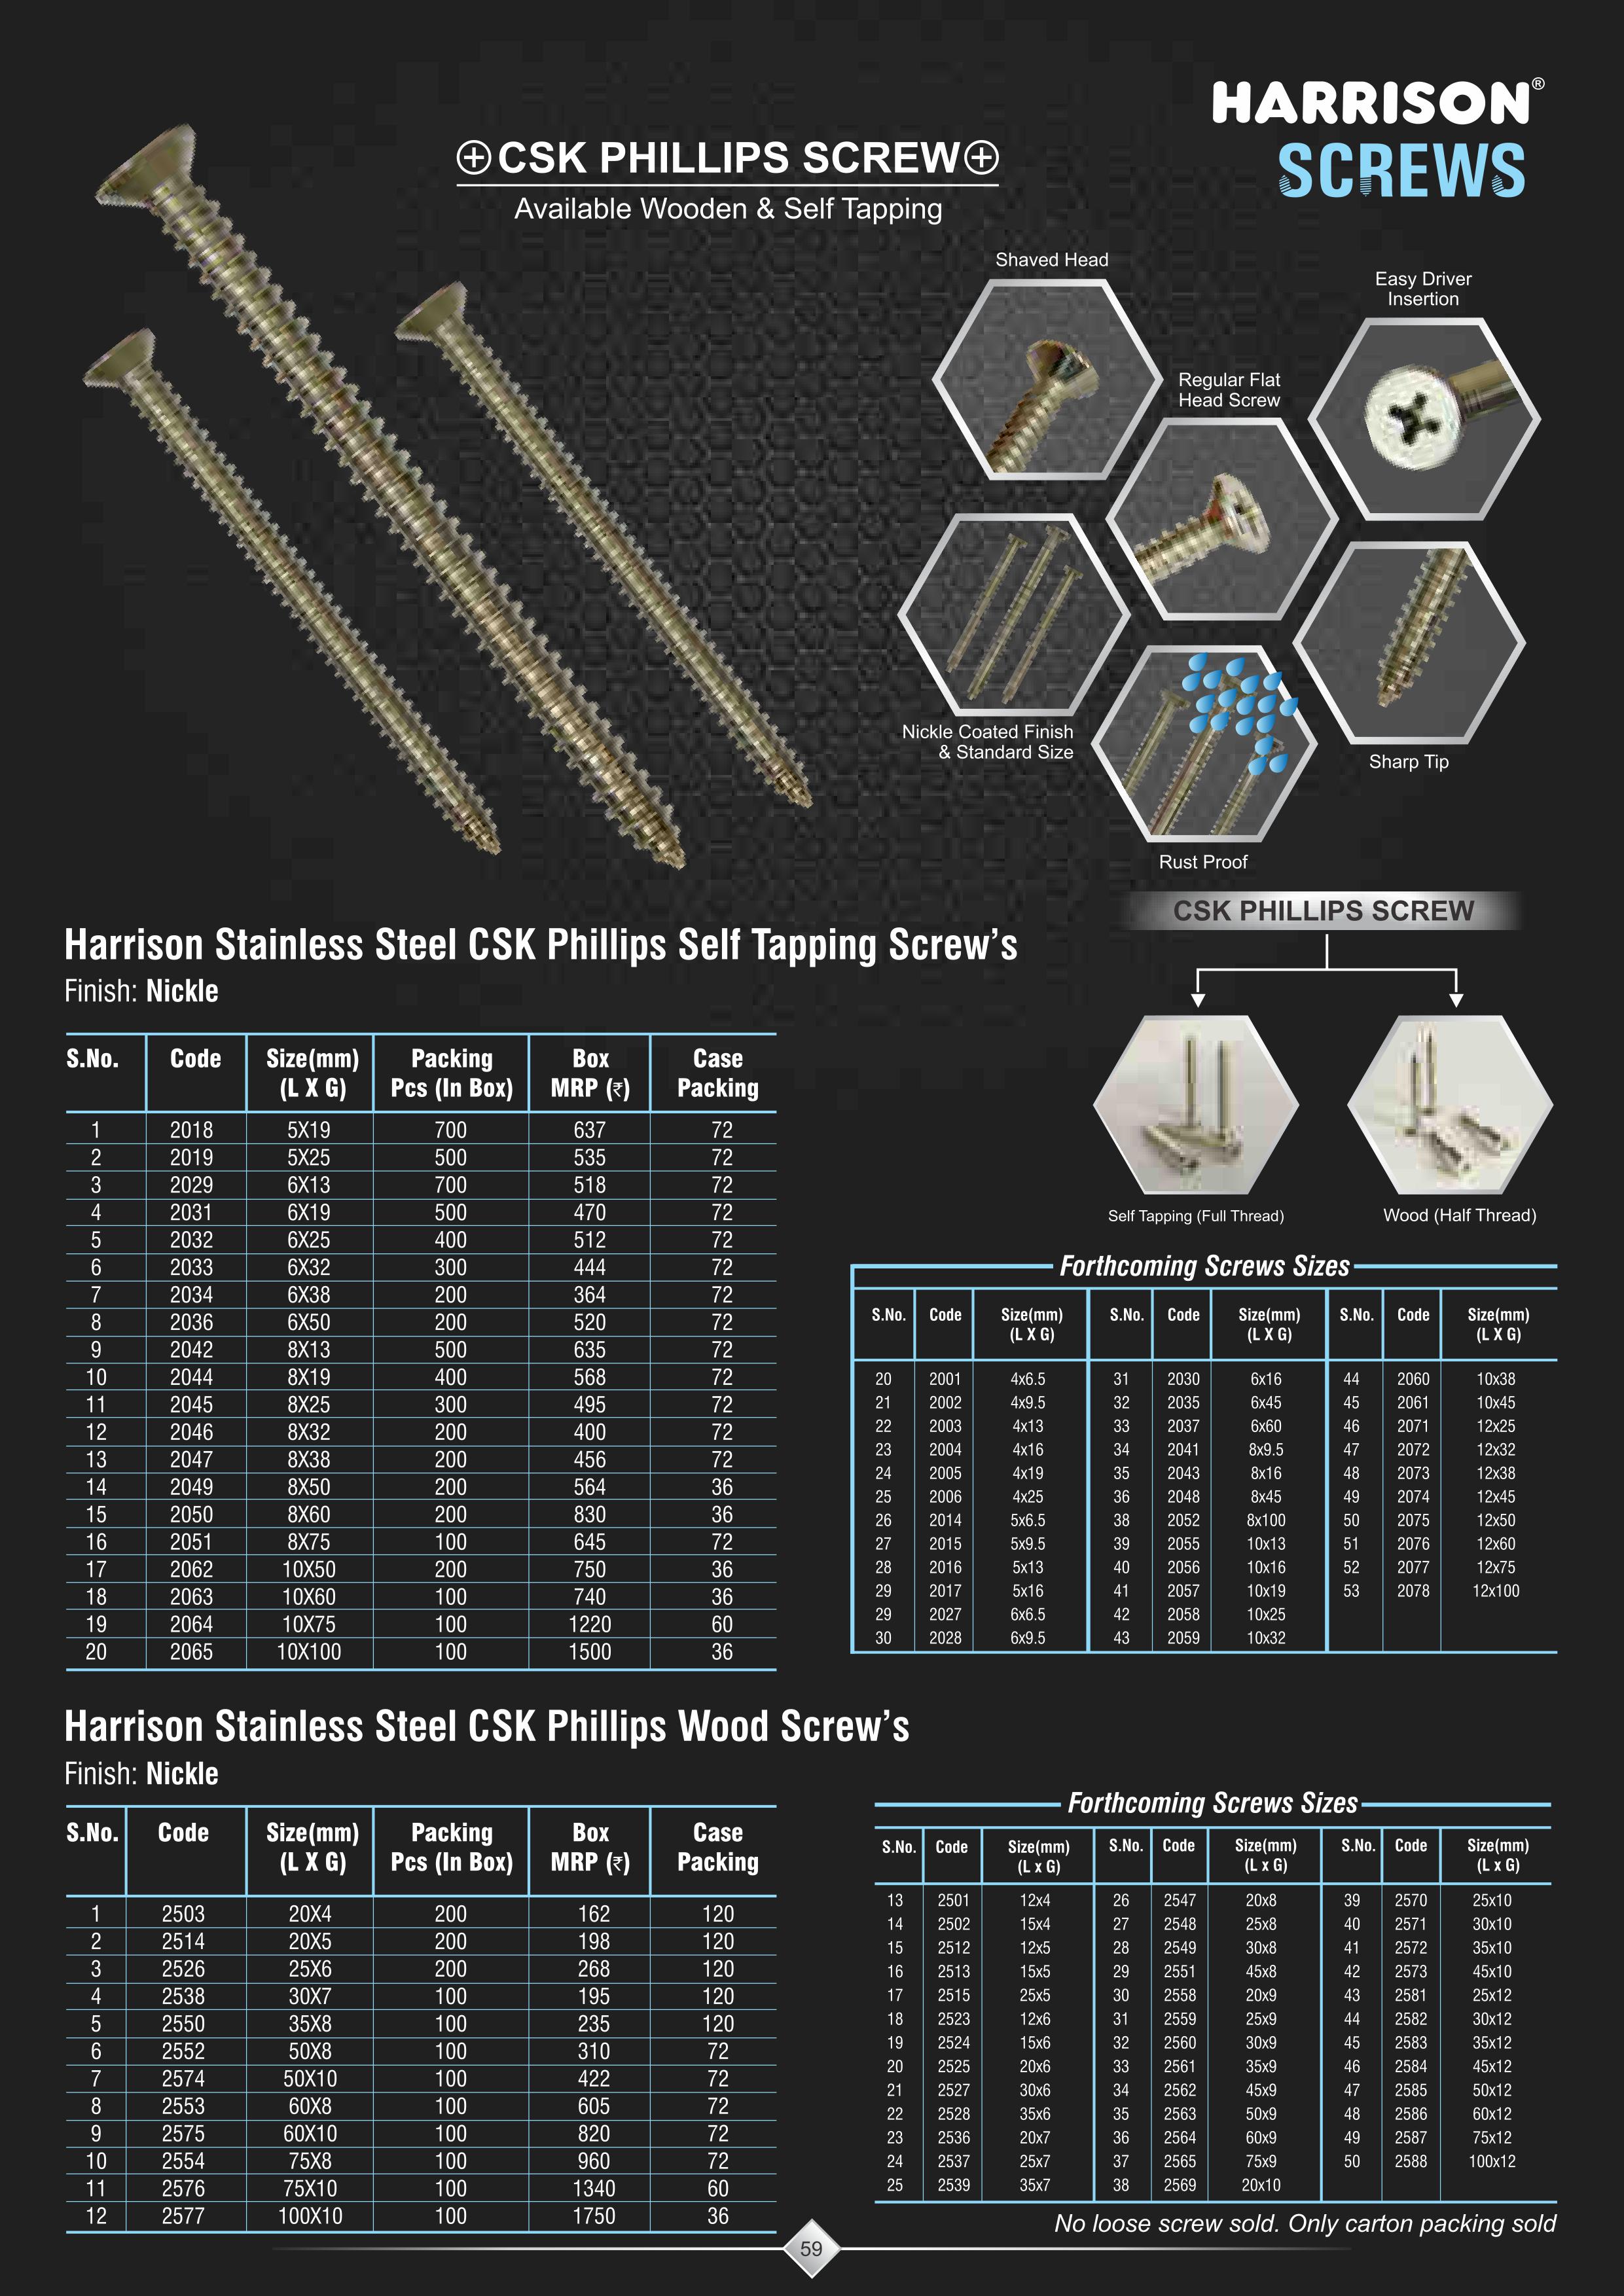 HARRISON®
SCREWS
CSK PHILLIPS SCREW
Available Wooden & Self Tapping
Shaved Head
Easy Driver
Insertion
Regular Flat
Head Screw
Nickle Coated Finish
& Standard Size
Sharp Tip
Rust Proof
CSK PHILLIPS SCREW
Self Tapping (Full Thread)
Wood (Half Thread)
Harrison Stainless Steel CSK Phillips Self Tapping Screw's
Finish: Nickle
S.No. Code Size(mm) Packing Box Case
(L X G) Pcs (In Box) MRP (₹) Packing
1 2018 5X19 700 637 72
2 2019 5X25 500 535 72
3 2029 6X13 700 518 72
4 2031 6X19 500 470 72
5 2032 6X25 400 512 72
6 2033 6X32 300 444 72
7 2034 6X38 200 364 72
8 2036 6X50 200 520 72
9 2042 8X13 500 635 72
10 2044 8X19 400 568 72
11 2045 8X25 300 495 72
12 2046 8X32 200 400 72
13 2047 8X38 200 456 72
14 2049 8X50 200 564 36
15 2050 8X60 200 830 36
16 2051 8X75 100 645 72
17 2062 10X50 200 750 36
18 2063 10X60 100 740 36
19 2064 10X75 100 1220 60
20 2065 10X100 100 1500 36
Forthcoming Screws Sizes
S.No. Code Size(mm) S.No. Code Size(mm) S.No. Code Size(mm)
(L X G) (L X G) (L X G)
20 2001 4x6.5 31 2030 6x16 44 2060 10x38
21 2002 4x9.5 32 2035 6x45 45 2061 10x45
22 2003 4x13 33 2037 6x60 46 2071 12x25
23 2004 4x16 34 2041 8x9.5 47 2072 12x32
24 2005 4x19 35 2043 8x16 48 2073 12x38
25 2006 4x25 36 2048 8x45 49 2074 12x45
26 2014 5x6.5 38 2052 8x100 50 2075 12x50
27 2015 5x9.5 39 2055 10x13 51 2076 12x60
28 2016 5x13 40 2056 10x16 52 2077 12x75
29 2017 5x16 41 2057 10x19 53 2078 12x100
29 2027 6x6.5 42 2058 10x25
30 2028 6x9.5 43 2059 10x32
Harrison Stainless Steel CSK Phillips Wood Screw's
Finish: Nickle
S.No. Code Size(mm) Packing Box Case
(L X G) Pcs (In Box) MRP (₹) Packing
1 2503 20X4 200 162 120
2 2514 20X5 200 198 120
3 2526 25X6 200 268 120
4 2538 30X7 100 195 120
5 2550 35X8 100 235 120
6 2552 50X8 100 310 72
7 2574 50X10 100 422 72
8 2553 60X8 100 605 72
9 2575 60X10 100 820 72
10 2554 75X8 100 960 72
11 2576 75X10 100 1340 60
12 2577 100X10 100 1750 36
Forthcoming Screws Sizes
S.No. Code Size(mm) S.No. Code Size(mm) S.No. Code Size(mm)
(L x G) (L x G) (L x G)
13 2501 12x4 26 2547 20x8 39 2570 25x10
14 2502 15x4 27 2548 25x8 40 2571 30x10
15 2512 12x5 28 2549 30x8 41 2572 35x10
16 2513 15x5 29 2551 45x8 42 2573 45x10
17 2515 25x5 30 2558 20x9 43 2581 25x12
18 2523 12x6 31 2559 25x9 44 2582 30x12
19 2524 15x6 32 2560 30x9 45 2583 35x12
20 2525 20x6 33 2561 35x9 46 2584 45x12
21 2527 30x6 34 2562 45x9 47 2585 50x12
22 2528 35x6 35 2563 50x9 48 2586 60x12
23 2536 20x7 36 2564 60x9 49 2587 75x12
24 2537 25x7 37 2565 75x9 50 2588 100x12
25 2539 35x7 38 2569 20x10
No loose screw sold. Only carton packing sold
59